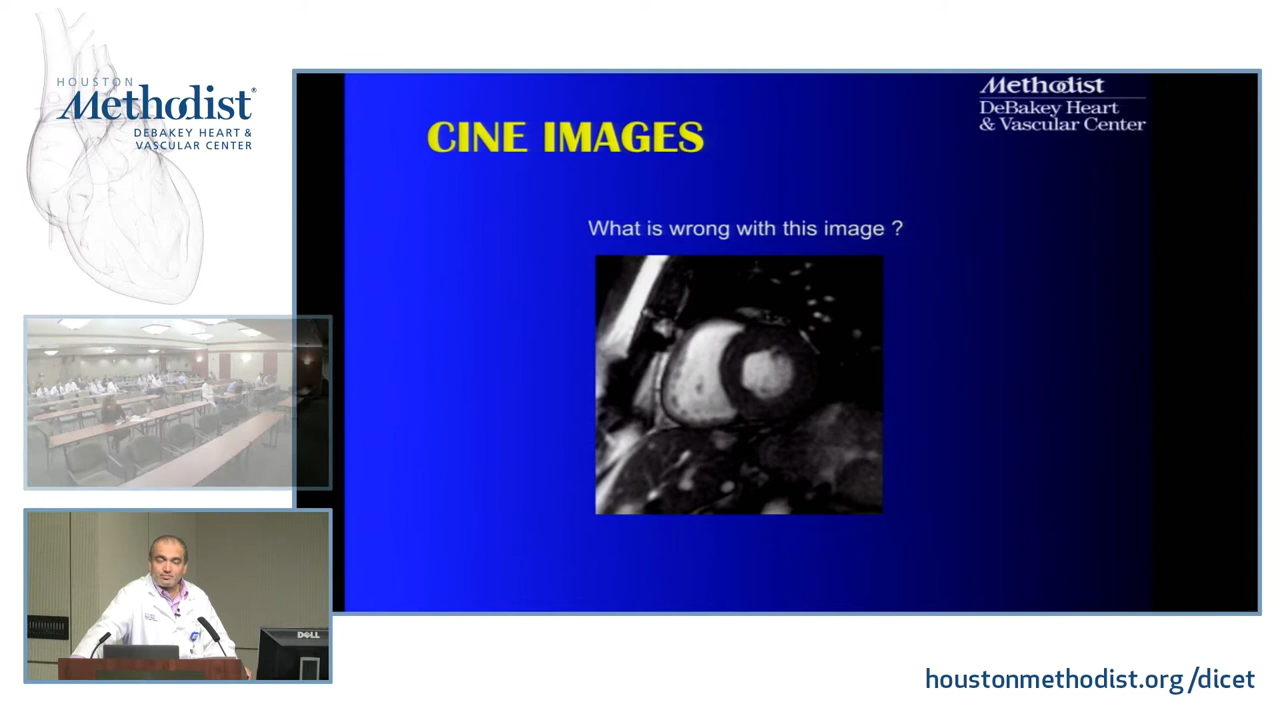 HOUSTON
Methodist®
DEBAKEY HEART &
VASCULAR CENTER
Methodist
DeBakey Heart
& Vascular Center
CINE IMAGES
What is wrong with this image ?
DELL
houstonmethodist.org/dicet